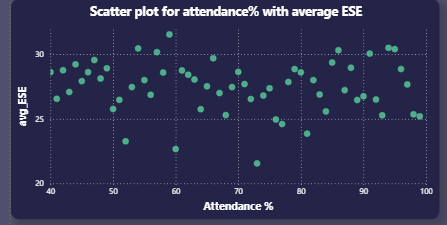 Scatter plot for attendance% with average ESE
avg_ESE
30
25
20
40 50 60 70 80 90 100
Attendance %